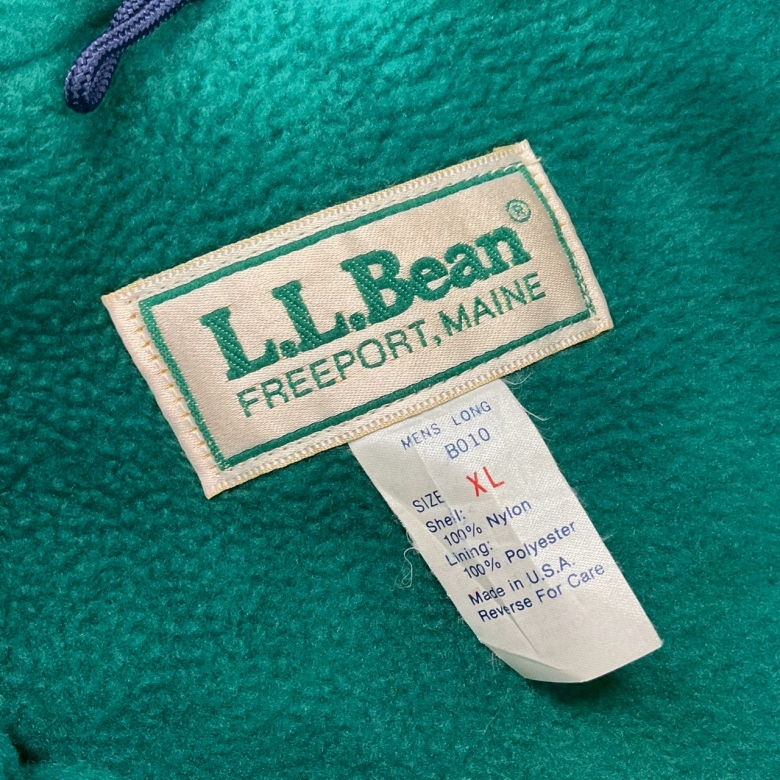 L.L.Bean®
FREEPORT, MAINE
MENS LONG
B010
SIZE XL
Shell:
100% Nylon
Lining:
100% Polyester
Made in U.S.A.
Reverse For Care